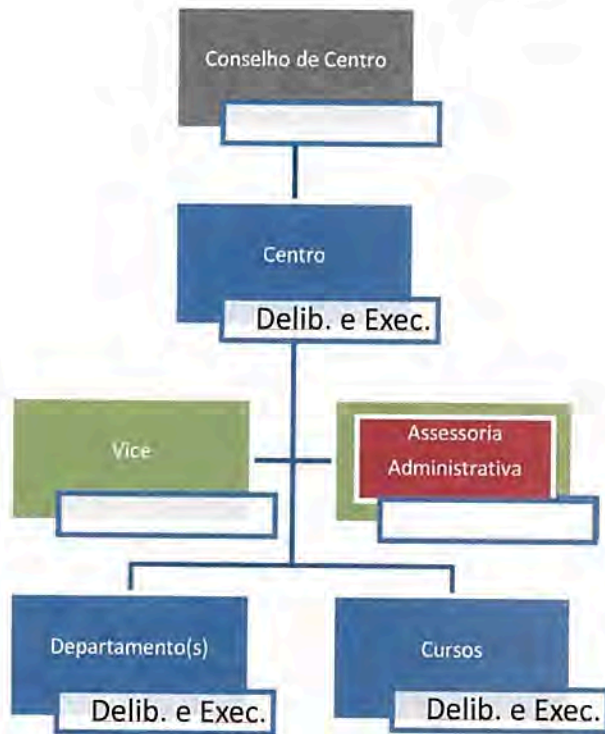 Conselho de Centro
Centro
Delib. e Exec.
Vice
Assessoria
Administrativa
Departamento(s)
Delib. e Exec.
Cursos
Delib. e Exec.